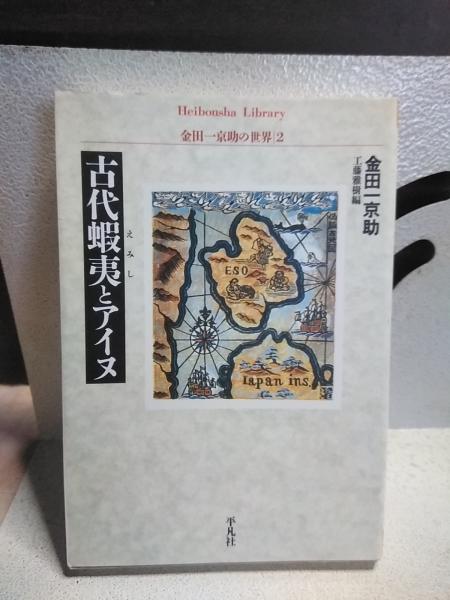 Heibonsha Library
金田一京助の世界 2
金田一京助
工藤雅樹編
古代蝦夷とアイヌ
えみし
ESO
Iapan ins.
平凡社